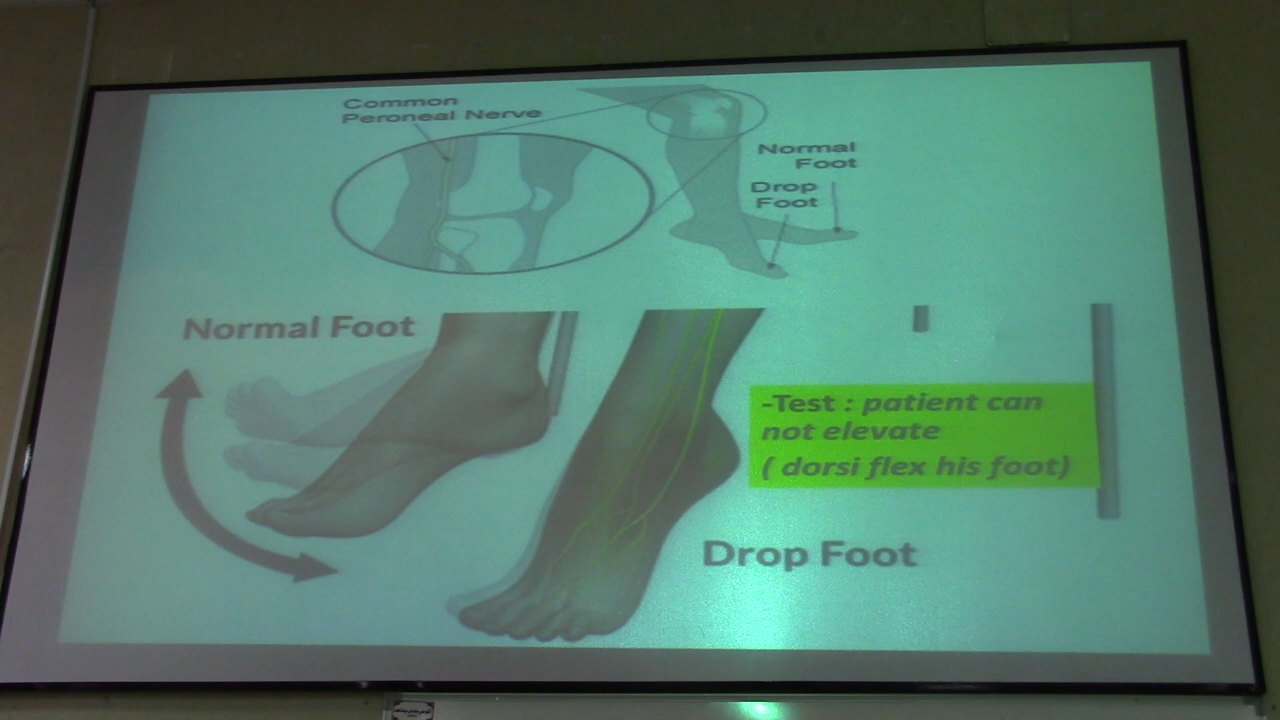 Common
Peroneal Nerve
Normal
Foot
Drop
Foot
Normal Foot
-Test : patient can
not elevate
( dorsi flex his foot)
Drop Foot